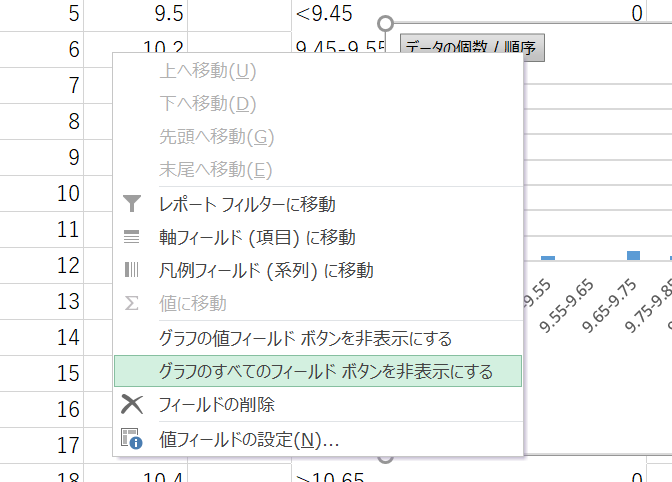 5 9.5 <9.45 0
6 10.2 9.45-9.55 データの個数 / 順序
7
8
9
10
11
12
13
14
15
16
17
18 10.4 >10.65 0
上へ移動(U)
下へ移動(D)
先頭へ移動(G)
末尾へ移動(E)
レポート フィルターに移動
軸フィールド (項目) に移動
凡例フィールド (系列) に移動
Σ 値に移動
グラフの値フィールド ボタンを非表示にする
グラフのすべてのフィールド ボタンを非表示にする
フィールドの削除
値フィールドの設定(N)...
9.55-9.65
9.65-9.75